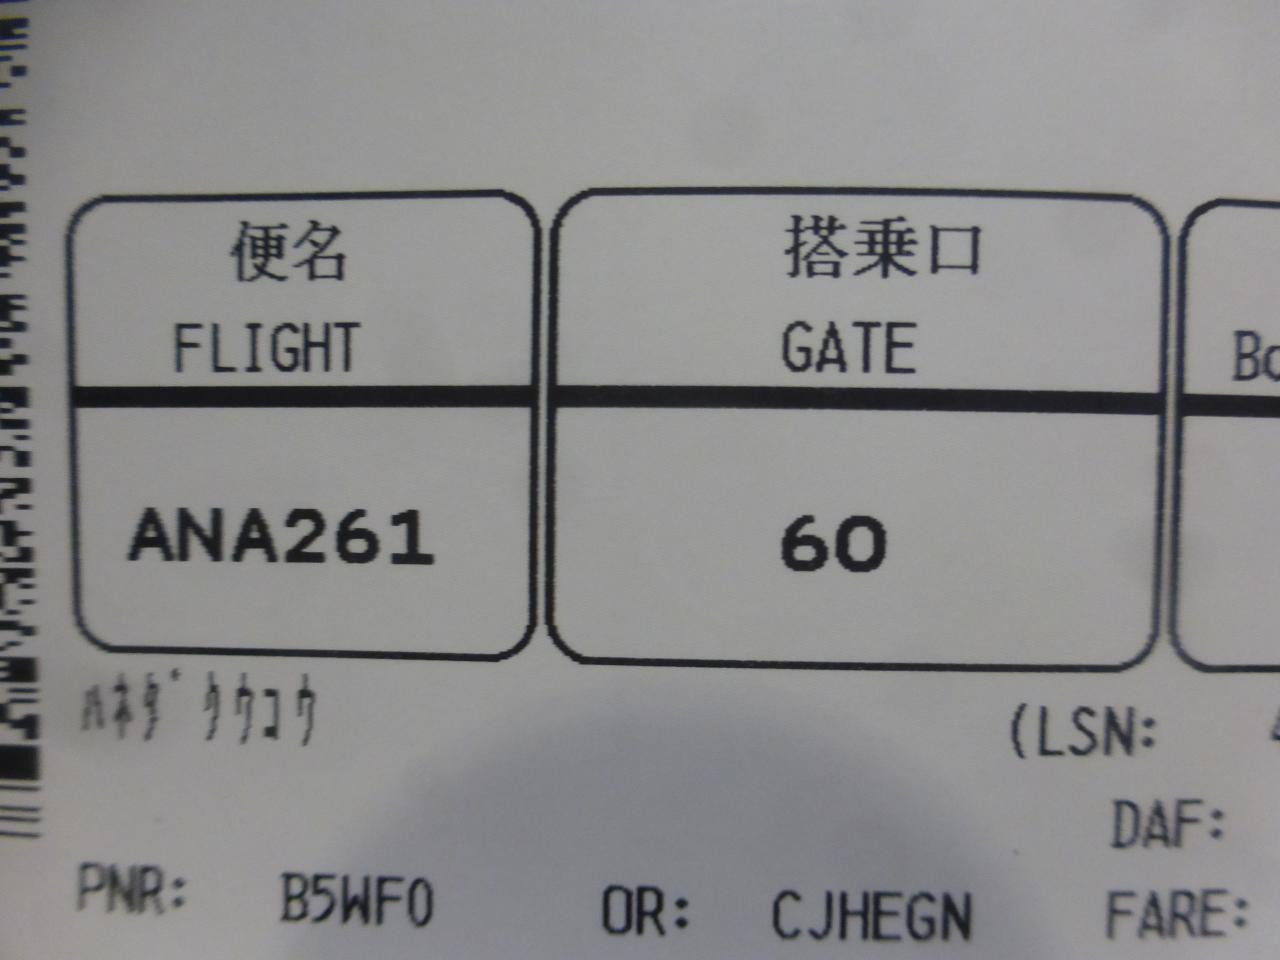 便名
FLIGHT
ANA261
搭乗口
GATE
60
Bo
ﾊﾈﾀﾞ ｸｳｺｳ
(LSN:
DAF:
PNR: B5WF0 OR: CJHEGN FARE: